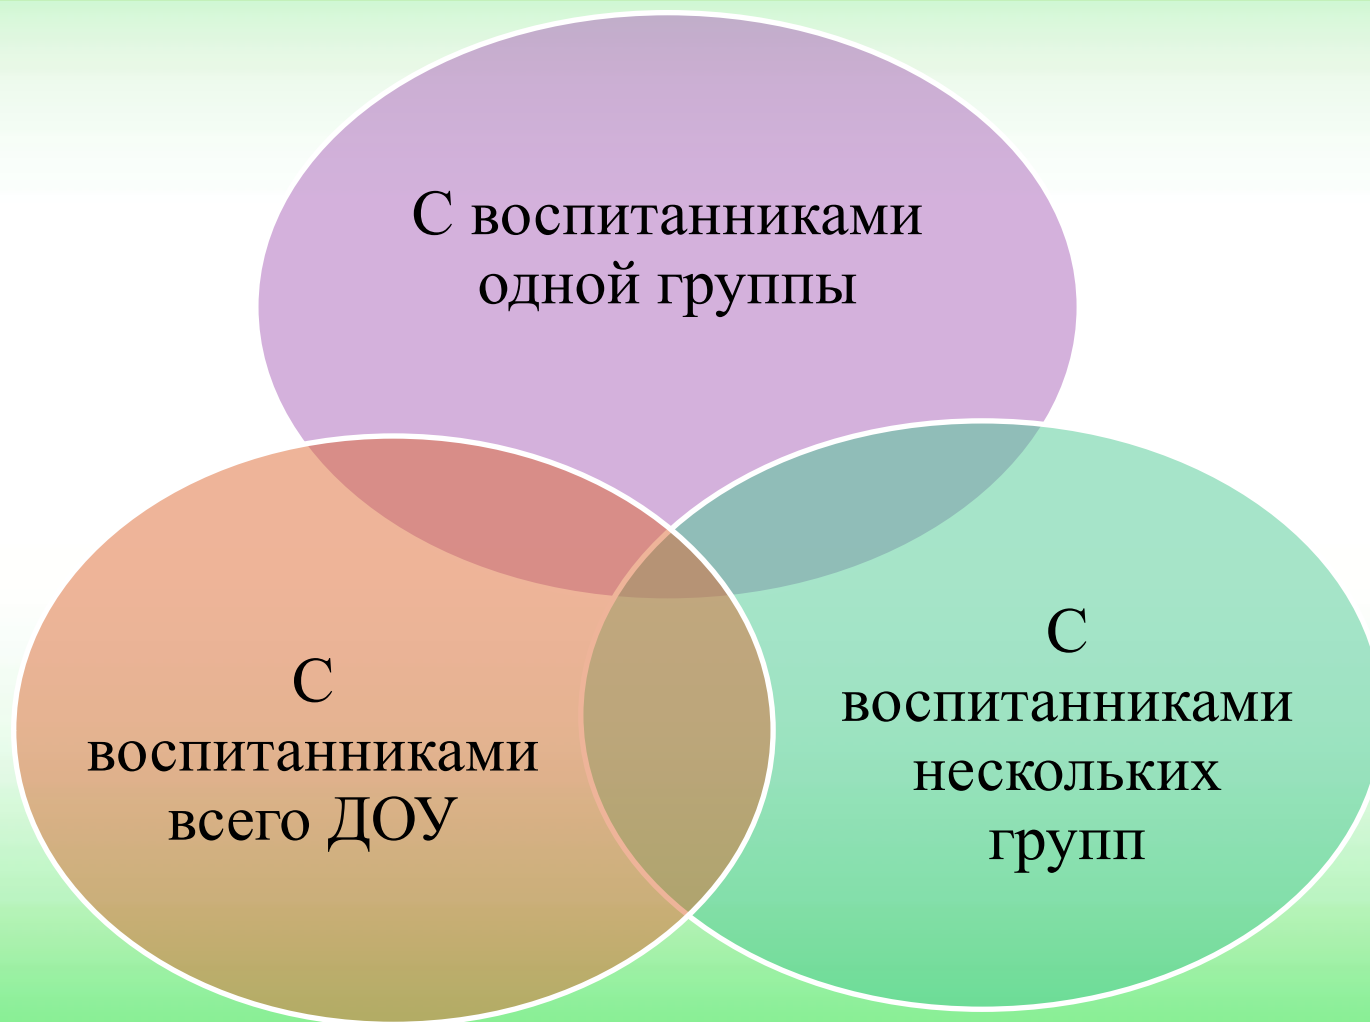 С воспитанниками
одной группы
С
воспитанниками
всего ДОУ
С
воспитанниками
нескольких
групп